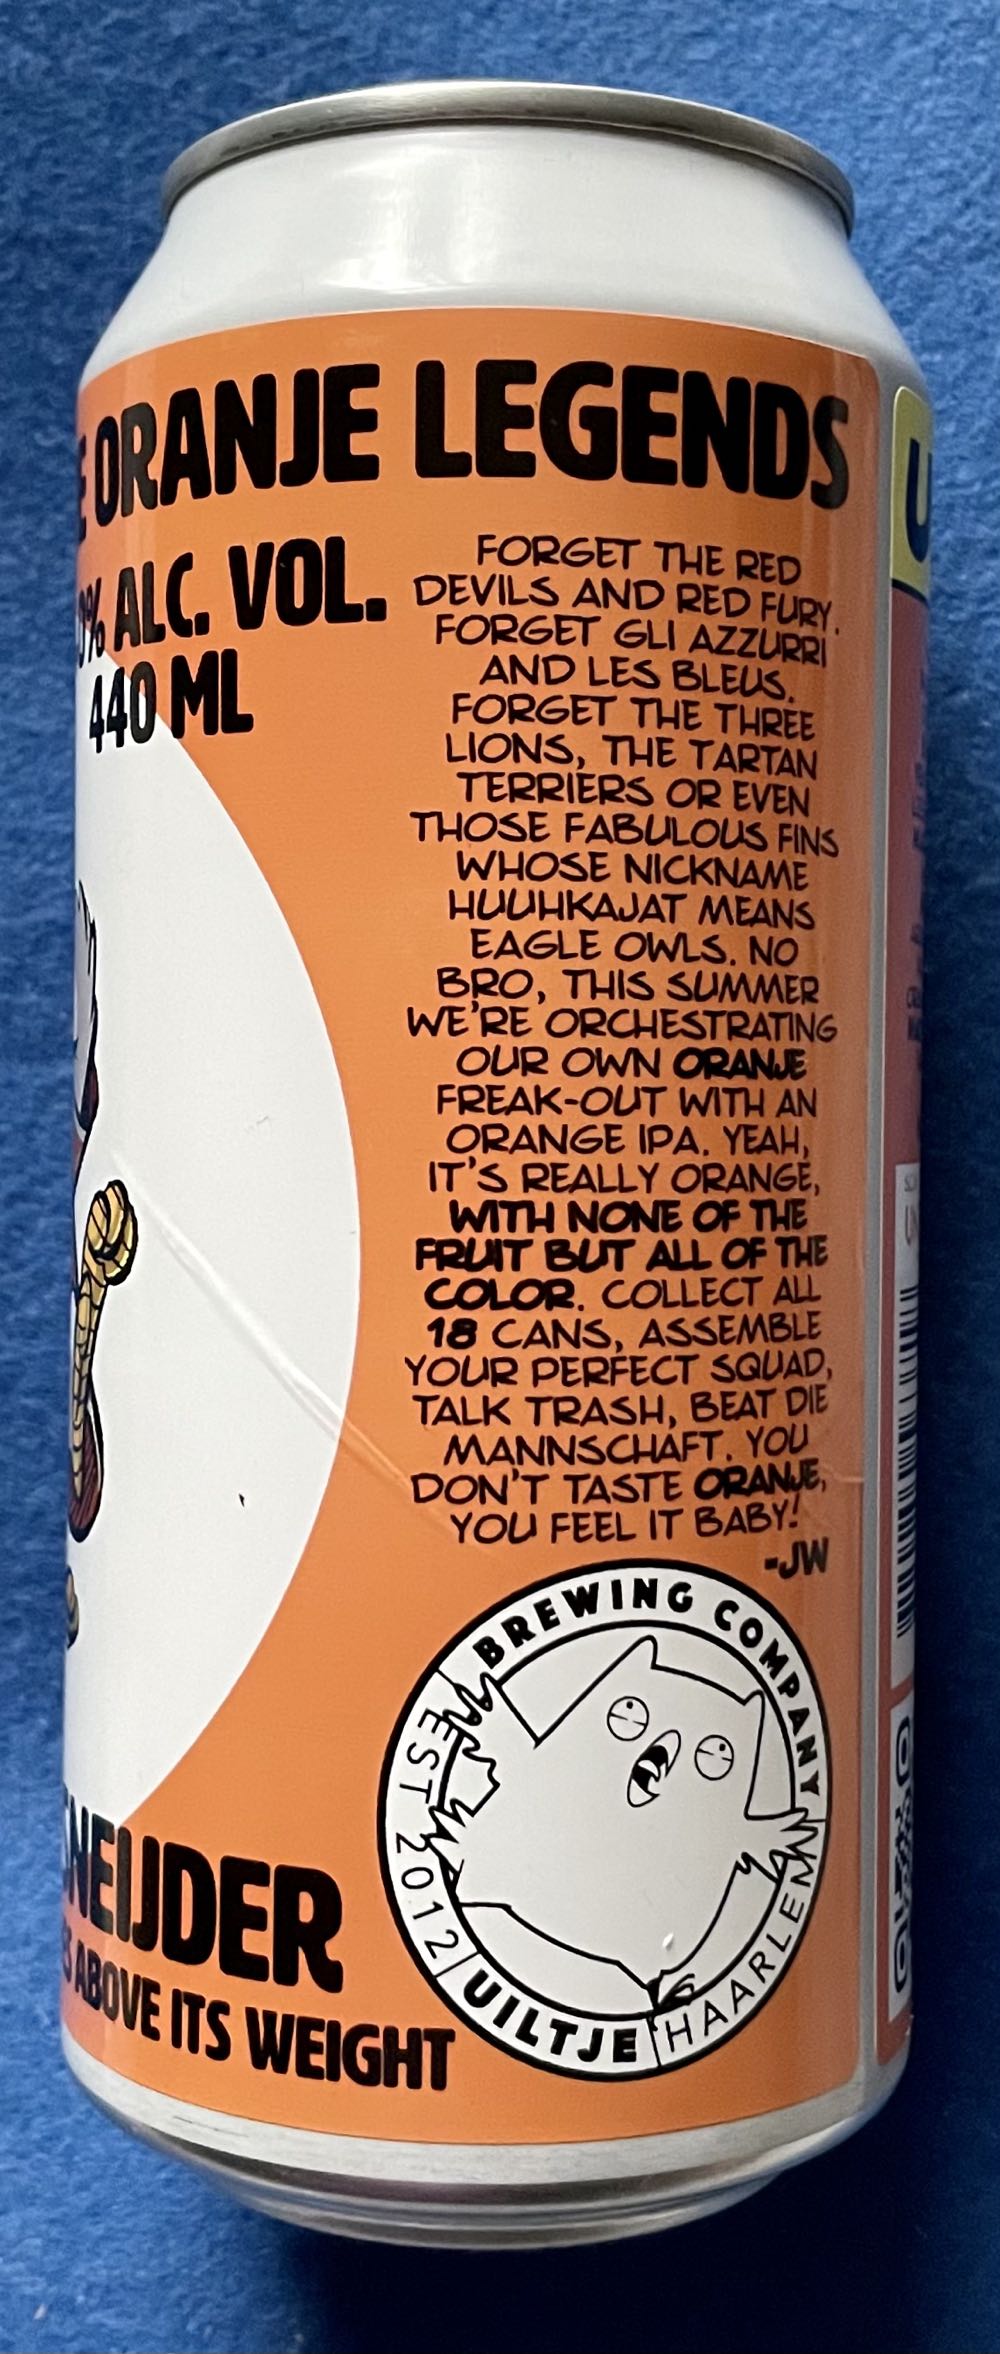 ORANJE LEGENDS
% ALC. VOL.
440 ML
FORGET THE RED
DEVILS AND RED FURY.
FORGET GLI AZZURRI
AND LES BLEUS.
FORGET THE THREE
LIONS, THE TARTAN
TERRIERS OR EVEN
THOSE FABULOUS FINS
WHOSE NICKNAME
HUUHKAJAT MEANS
EAGLE OWLS. NO
BRO, THIS SUMMER
WE'RE ORCHESTRATING
OUR OWN ORANJE
FREAK-OUT WITH AN
ORANGE IPA. YEAH,
IT'S REALLY ORANGE,
WITH NONE OF THE
FRUIT BUT ALL OF THE
COLOR. COLLECT ALL
18 CANS, ASSEMBLE
YOUR PERFECT SQUAD,
TALK TRASH, BEAT DIE
MANNSCHAFT. YOU
DON'T TASTE ORANJE,
YOU FEEL IT BABY!
-JW
SNEIJDER
ABOVE ITS WEIGHT
BREWING COMPANY
EST 2012
UILTJE
HAARLEM